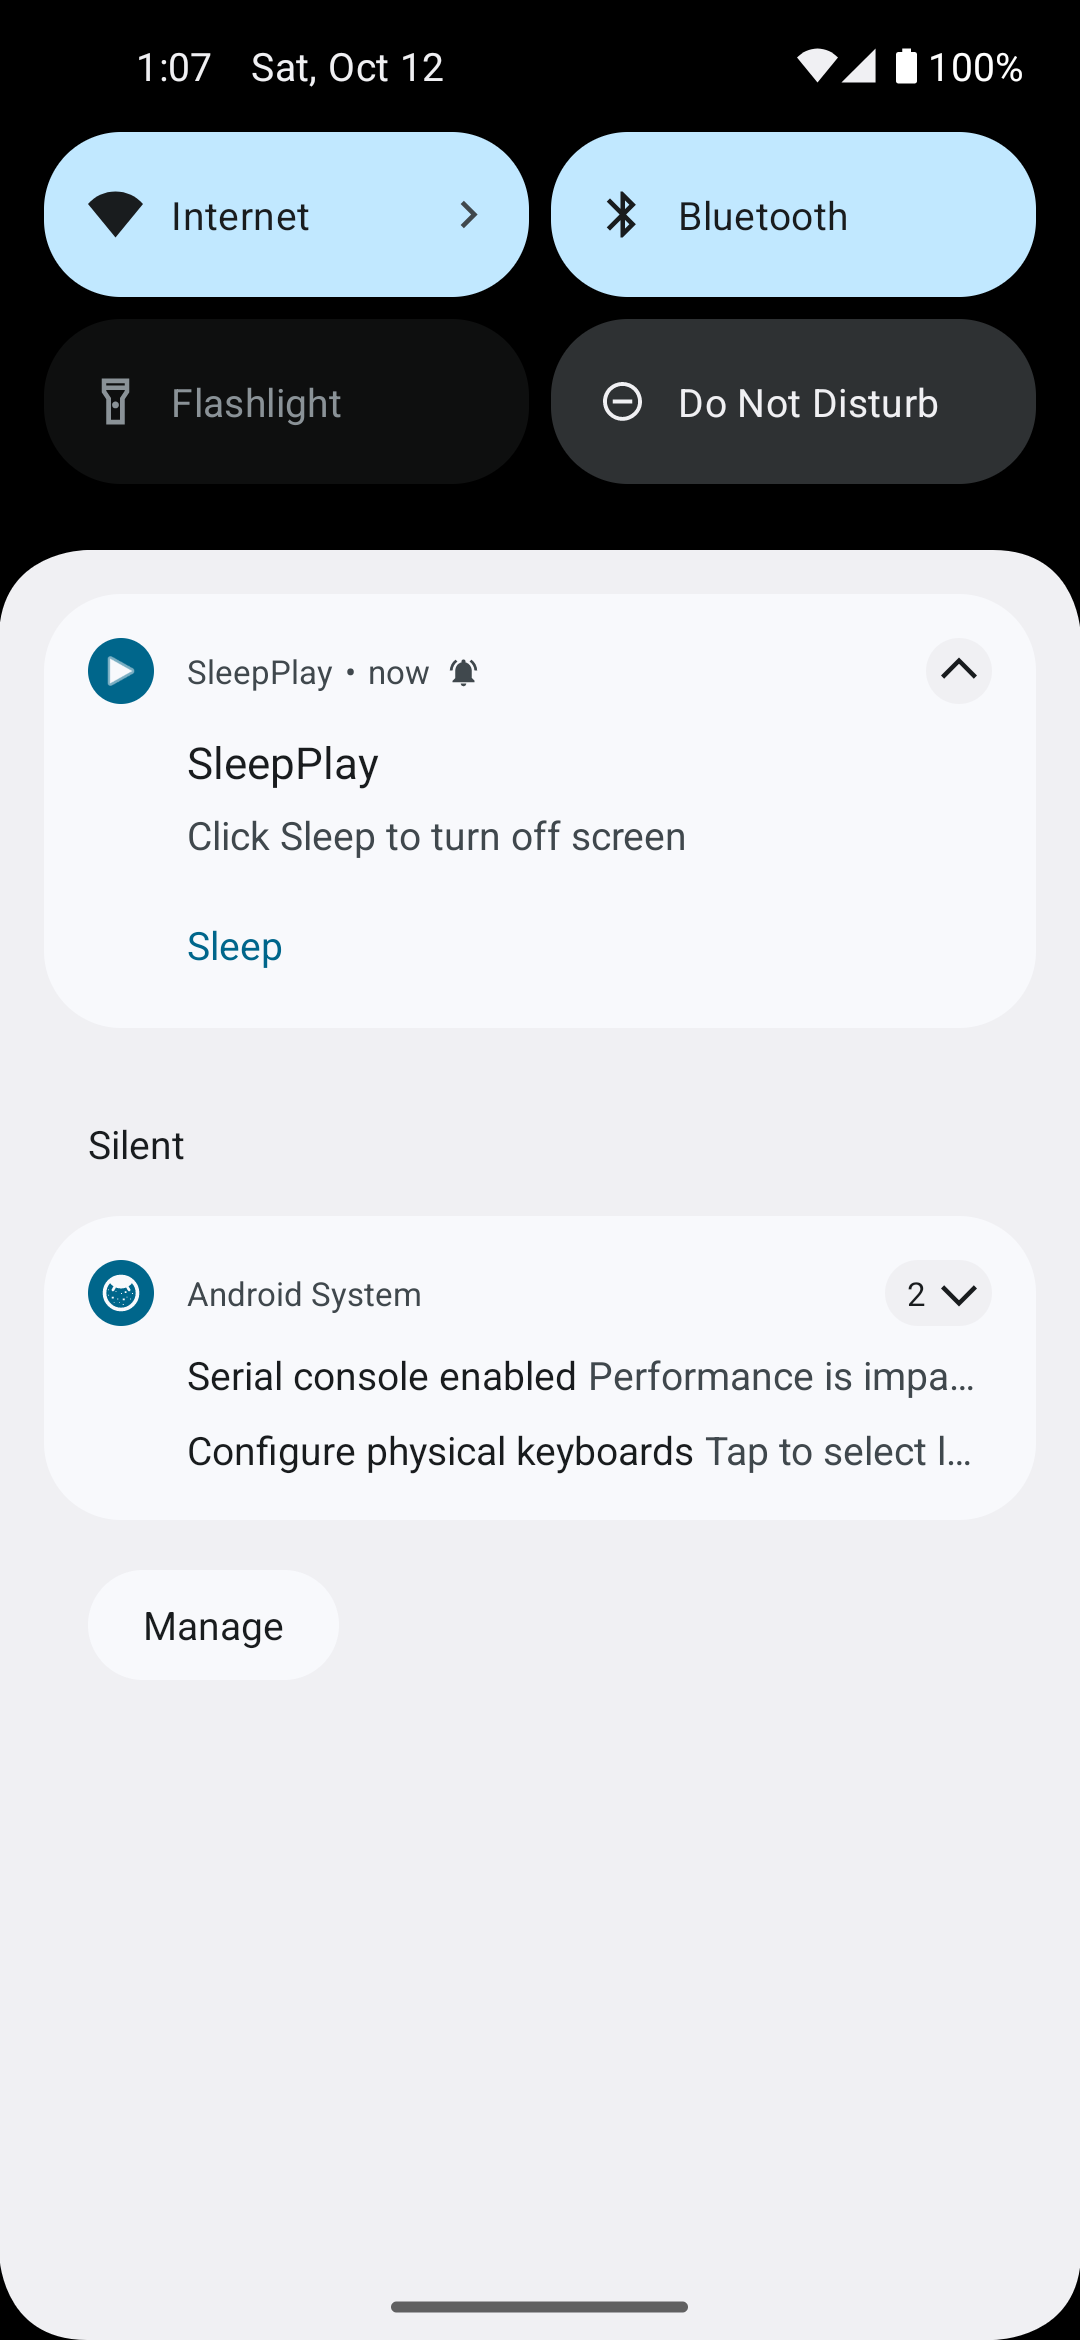 1:07 Sat, Oct 12 100%
Internet
Bluetooth
Flashlight
Do Not Disturb
SleepPlay • now
SleepPlay
Click Sleep to turn off screen
Sleep
Silent
Android System 2
Serial console enabled Performance is impa...
Configure physical keyboards Tap to select l...
Manage